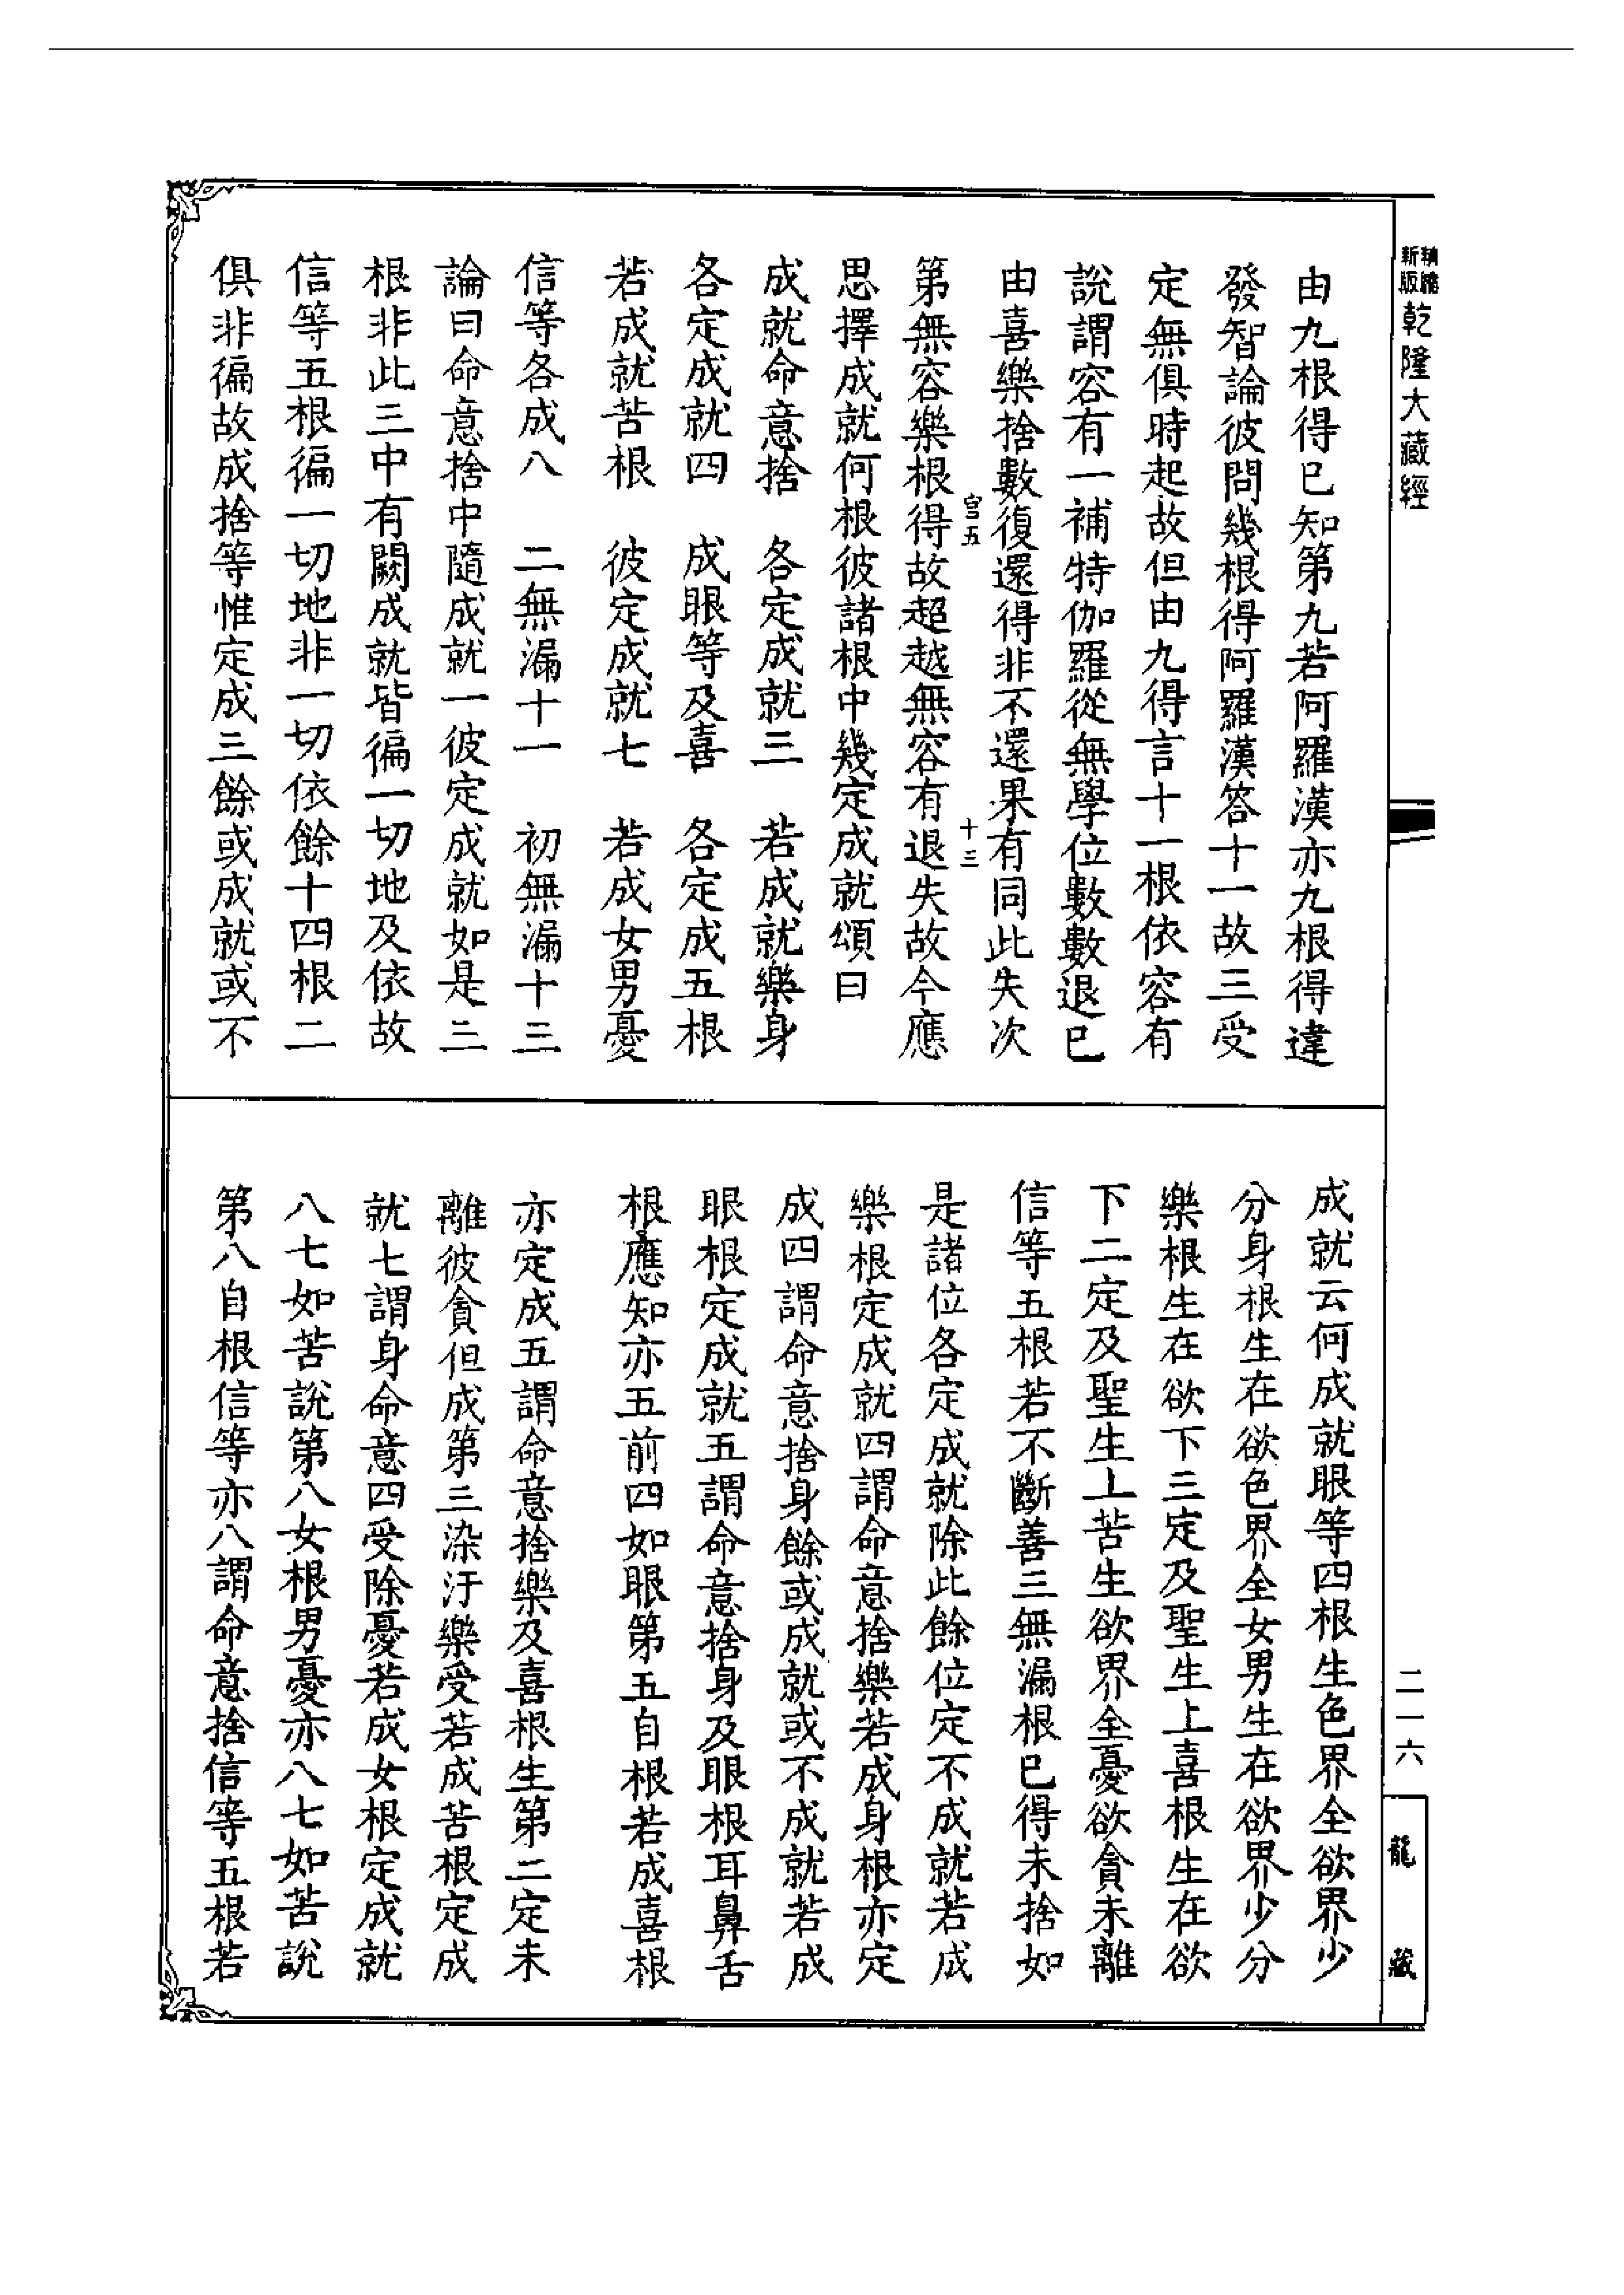 精縮新版乾隆大藏經
由九根得已知第九若阿羅漢亦九根得違
發智論彼問幾根得阿羅漢答十一故三受
定無俱時起故但由九得言十一根依容有
說謂容有一補特伽羅從無學位數數退已
由喜樂捨數復還得非不還果有同此失次
宮五　十三
第無容樂根得故超越無容有退失故今應
思擇成就何根彼諸根中幾定成就頌曰
成就命意捨　各定成就三　若成就樂身
各定成就四　成眼等及喜　各定成五根
若成就苦根　彼定成就七　若成女男憂
信等各成八　二無漏十一　初無漏十三
論曰命意捨中隨成就一彼定成就如是三
根非此三中有闕成就皆徧一切地及依故
信等五根徧一切地非一切依餘十四根二
俱非徧故成捨等惟定成三餘或成就或不
成就云何成就眼等四根生色界全欲界少
分身根生在欲色界全女男生在欲界少分
樂根生在欲下三定及聖生上喜根生在欲
下二定及聖生上苦生欲界全憂欲貪未離
信等五根若不斷善三無漏根已得未捨如
是諸位各定成就除此餘位定不成就若成
樂根定成就四謂命意捨樂若成身根亦定
成四謂命意捨身餘或成就或不成就若成
眼根定成就五謂命意捨身及眼根耳鼻舌
根應知亦五前四如眼第五自根若成喜根
亦定成五謂命意捨樂及喜根生第二定未
離彼貪但成第三染汙樂受若成苦根定成
就七謂身命意四受除憂若成女根定成就
八七如苦說第八女根男憂亦八七如苦說
第八自根信等亦八謂命意捨信等五根若
二一六
龍藏